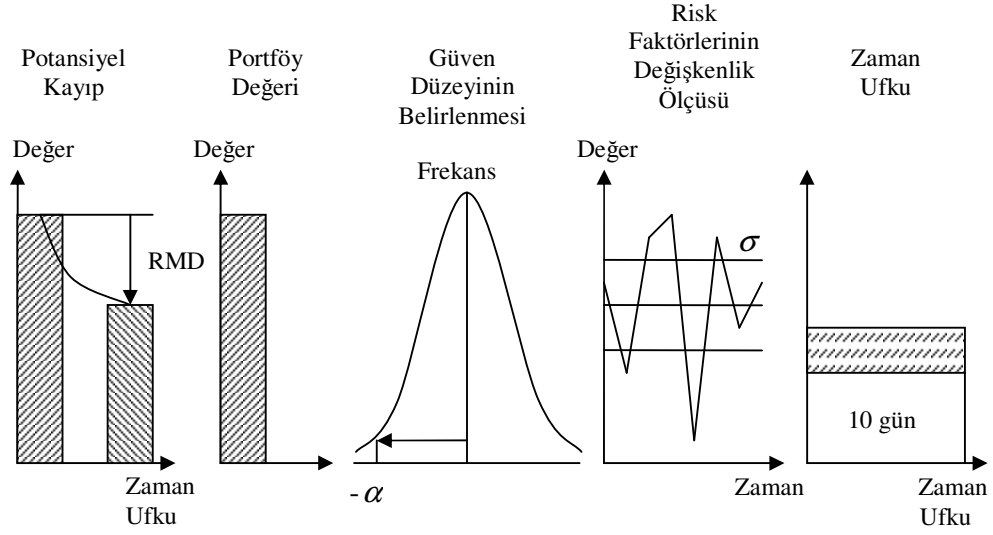 Potansiyel
Kayıp
Portföy
Değeri
Güven
Düzeyinin
Belirlenmesi
Risk
Faktörlerinin
Değişkenlik
Ölçüsü
Zaman
Ufku
Değer
RMD
Zaman
Ufku
Değer
Frekans
- α
Değer
σ
Zaman
10 gün
Zaman
Ufku